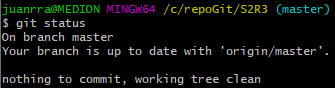 juanrra@MEDION MINGW64 /c/repoGit/S2R3 (master)
$ git status
On branch master
Your branch is up to date with 'origin/master'.

nothing to commit, working tree clean